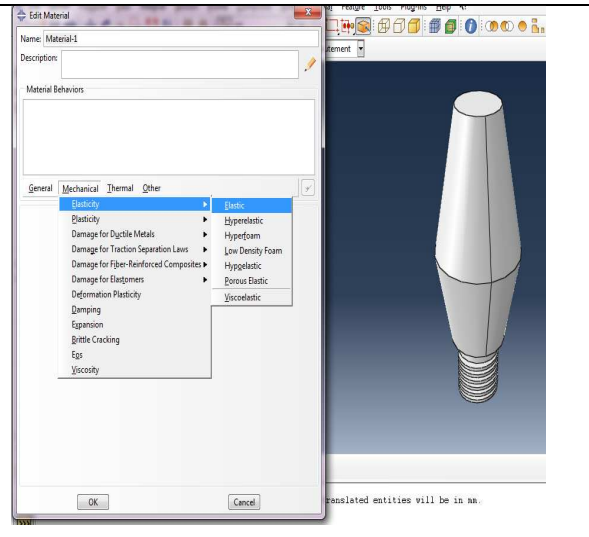 Edit Material
Feature Tools Plug-ins Help
Name: Material-1
Description:
Material Behaviors
General Mechanical Thermal Other
Elasticity
Plasticity
Damage for Ductile Metals
Damage for Traction Separation Laws
Damage for Fiber-Reinforced Composites
Damage for Elastomers
Deformation Plasticity
Damping
Expansion
Brittle Cracking
Eos
Viscosity
Elastic
Hyperelastic
Hyperfoam
Low Density Foam
Hypoelastic
Porous Elastic
Viscoelastic
OK Cancel
ranslated entities will be in mm.